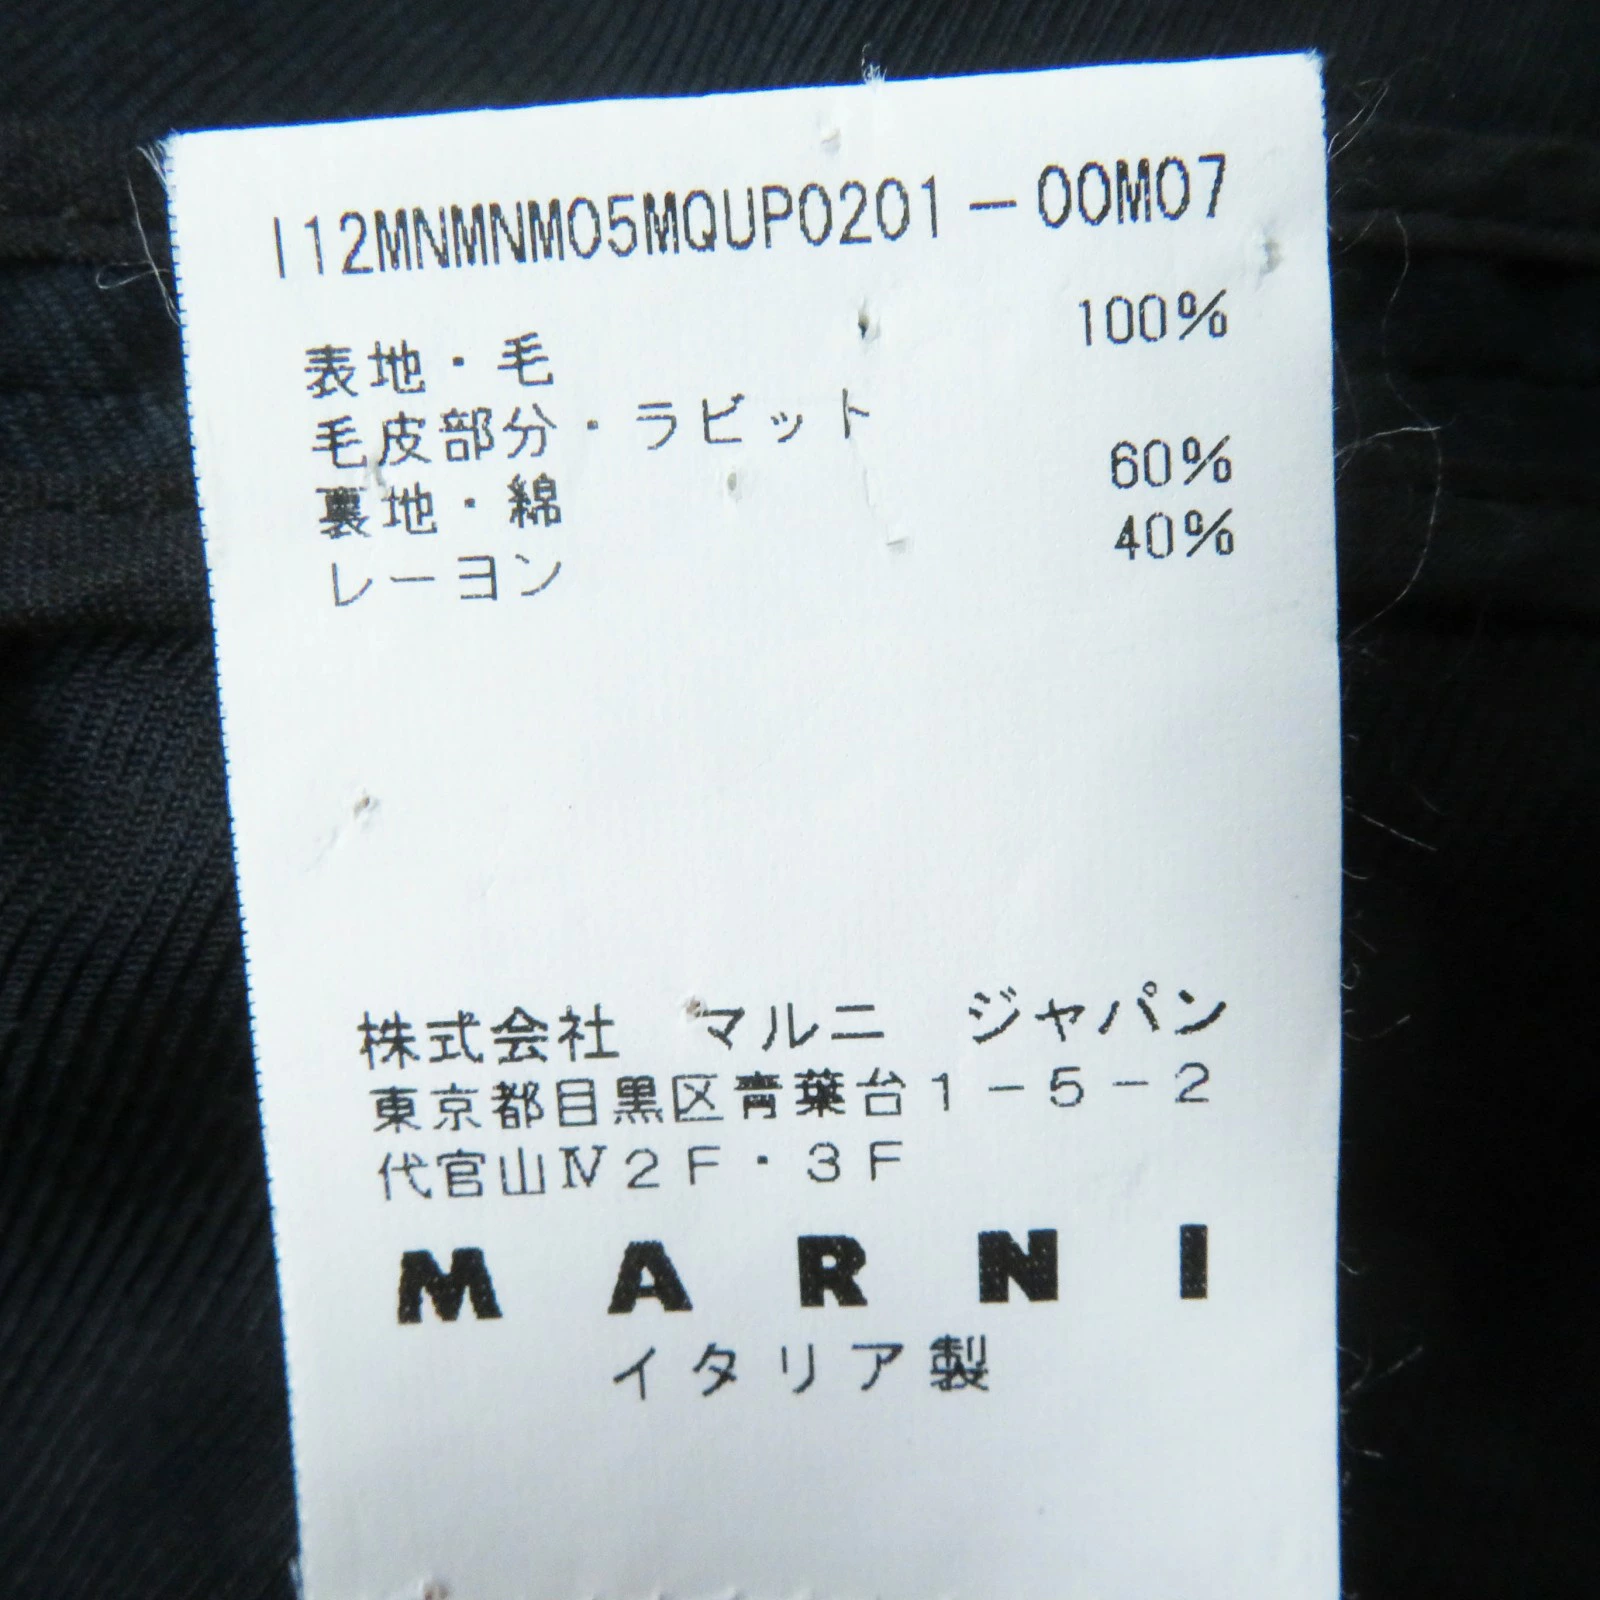 I12MNMNM05MQUP0201-00M07
表地・毛 100%
毛皮部分・ラビット
裏地・綿 60%
レーヨン 40%
株式会社 マルニ ジャパン
東京都目黒区青葉台1-5-2
代官山Ⅳ2F・3F
MARNI
イタリア製